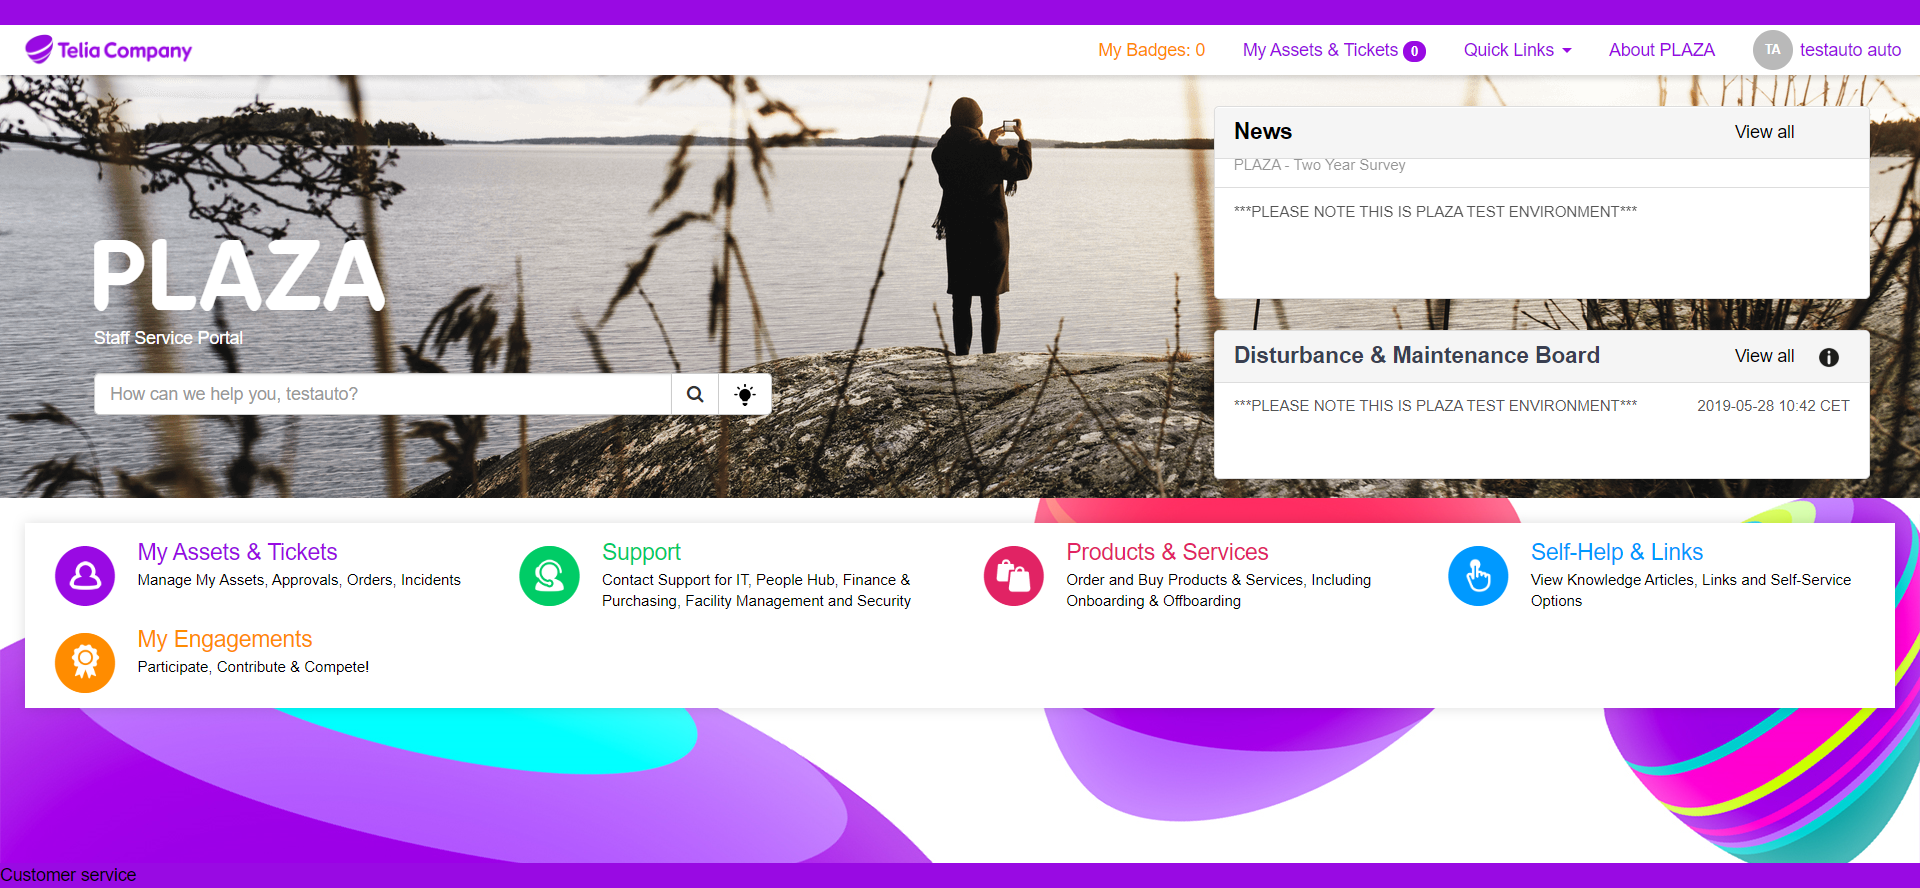 Telia Company
My Badges: 0
My Assets & Tickets 0
Quick Links
About PLAZA
TA
testauto auto
PLAZA
Staff Service Portal
How can we help you, testauto?
News
View all
PLAZA - Two Year Survey
***PLEASE NOTE THIS IS PLAZA TEST ENVIRONMENT***
Disturbance & Maintenance Board
View all
***PLEASE NOTE THIS IS PLAZA TEST ENVIRONMENT***
2019-05-28 10:42 CET
My Assets & Tickets
Manage My Assets, Approvals, Orders, Incidents
Support
Contact Support for IT, People Hub, Finance &
Purchasing, Facility Management and Security
Products & Services
Order and Buy Products & Services, Including
Onboarding & Offboarding
Self-Help & Links
View Knowledge Articles, Links and Self-Service
Options
My Engagements
Participate, Contribute & Compete!
Customer service